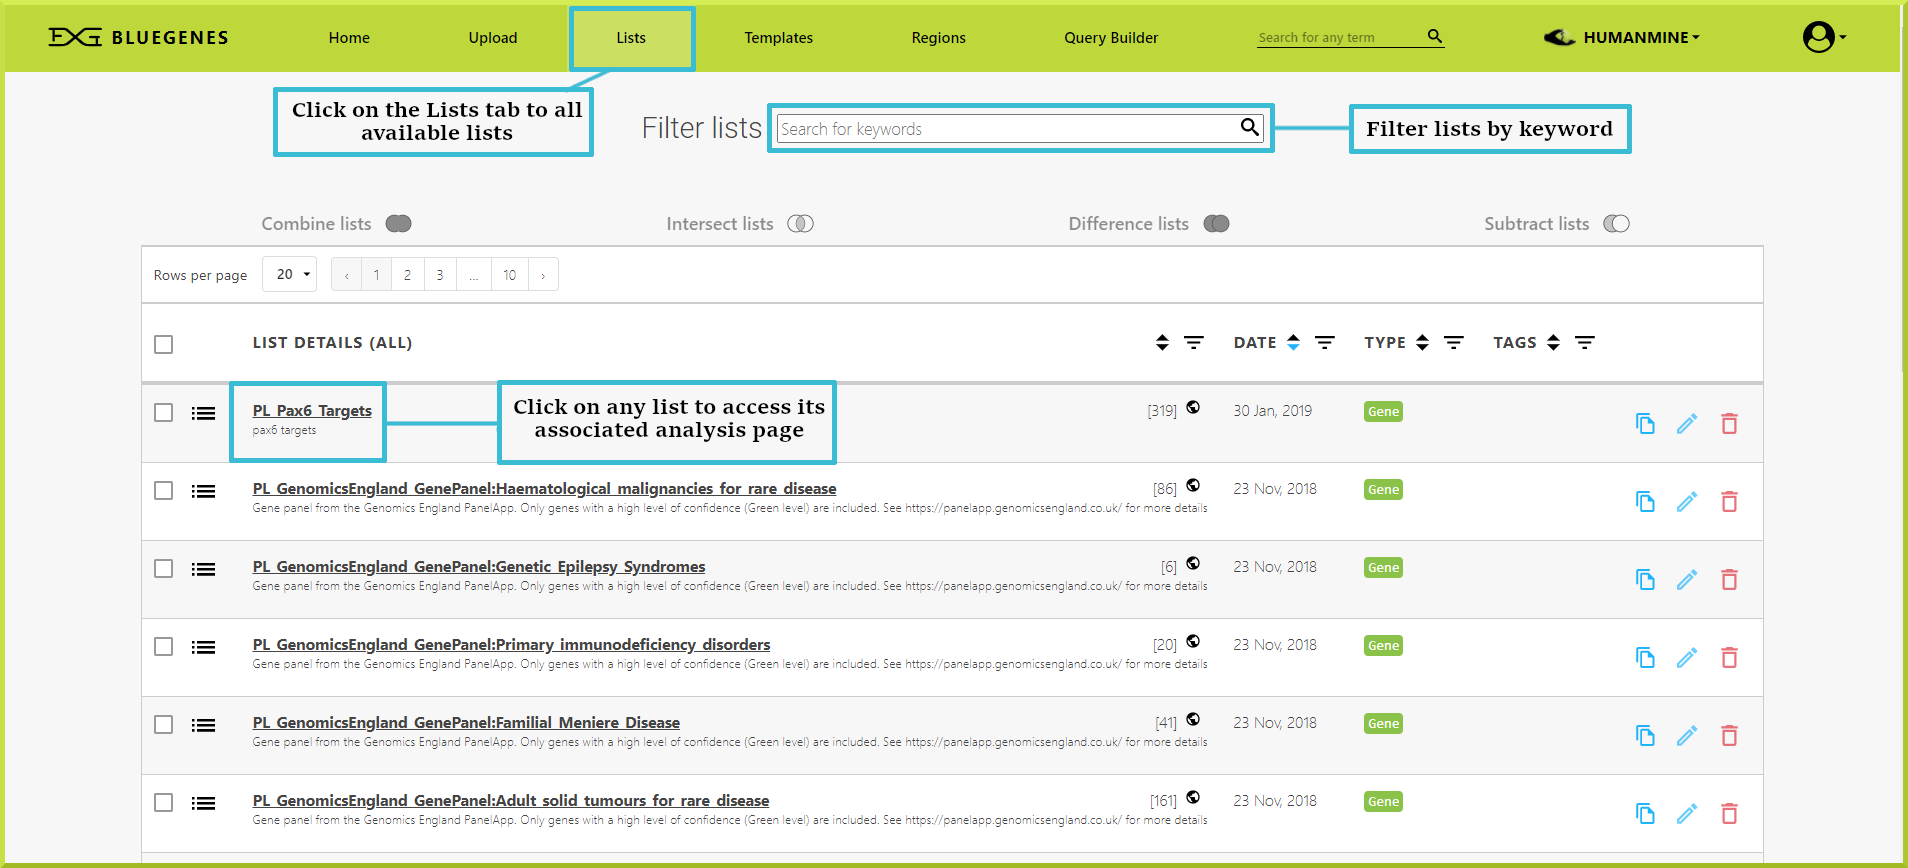 BLUEGENES Home Upload Lists Templates Regions Query Builder Search for any term HUMANMINE
Click on the Lists tab to all
available lists
Filter lists Search for keywords
Filter lists by keyword
Combine lists Intersect lists Difference lists Subtract lists
Rows per page 20 ‹ 1 2 3 ... 10 ›
LIST DETAILS (ALL) DATE TYPE TAGS
PL_Pax6_Targets [319] 30 Jan, 2019 Gene
pax6 targets
Click on any list to access its
associated analysis page
PL_GenomicsEngland_GenePanel:Haematological_malignancies_for_rare_disease [86] 23 Nov, 2018 Gene
Gene panel from the Genomics England PanelApp. Only genes with a high level of confidence (Green level) are included. See https://panelapp.genomicsengland.co.uk/ for more details
PL_GenomicsEngland_GenePanel:Genetic_Epilepsy_Syndromes [6] 23 Nov, 2018 Gene
Gene panel from the Genomics England PanelApp. Only genes with a high level of confidence (Green level) are included. See https://panelapp.genomicsengland.co.uk/ for more details
PL_GenomicsEngland_GenePanel:Primary_immunodeficiency_disorders [20] 23 Nov, 2018 Gene
Gene panel from the Genomics England PanelApp. Only genes with a high level of confidence (Green level) are included. See https://panelapp.genomicsengland.co.uk/ for more details
PL_GenomicsEngland_GenePanel:Familial_Meniere_Disease [41] 23 Nov, 2018 Gene
Gene panel from the Genomics England PanelApp. Only genes with a high level of confidence (Green level) are included. See https://panelapp.genomicsengland.co.uk/ for more details
PL_GenomicsEngland_GenePanel:Adult_solid_tumours_for_rare_disease [161] 23 Nov, 2018 Gene
Gene panel from the Genomics England PanelApp. Only genes with a high level of confidence (Green level) are included. See https://panelapp.genomicsengland.co.uk/ for more details